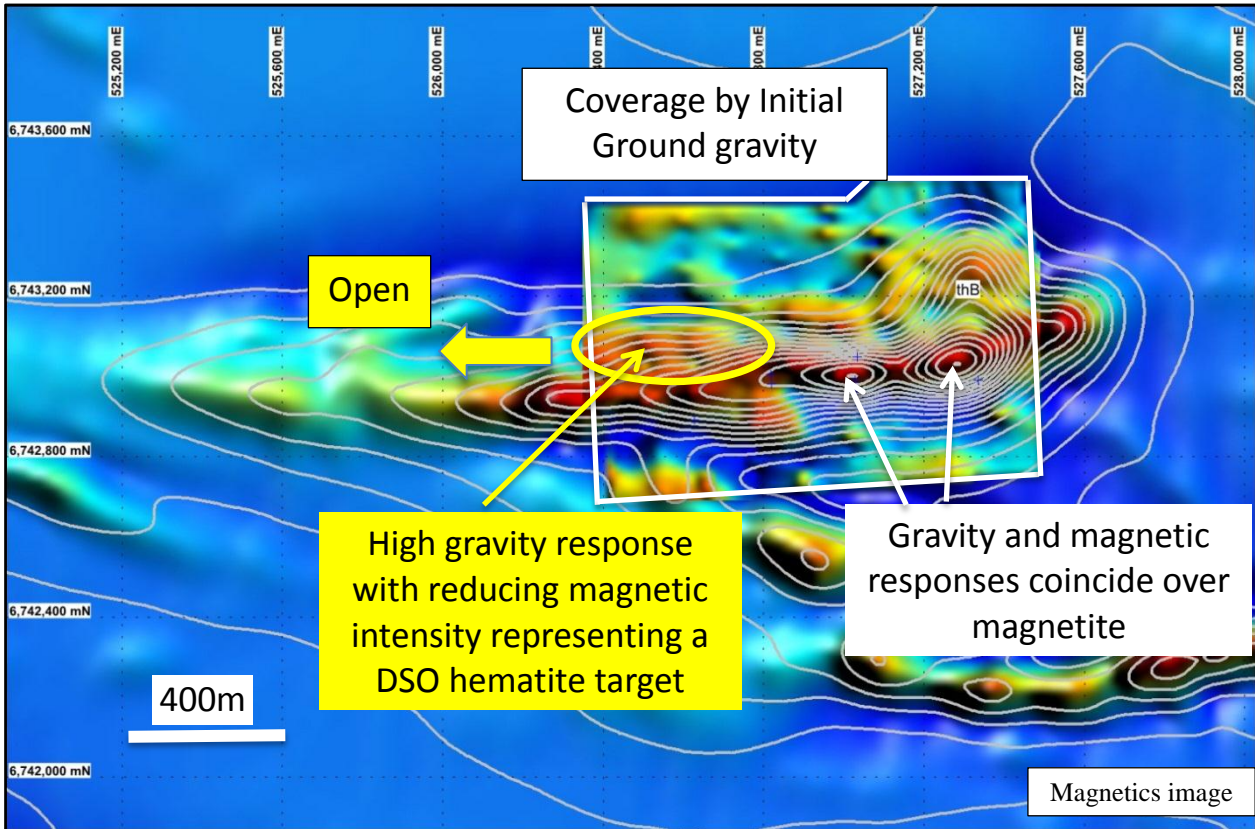 525,200 mE
525,600 mE
526,000 mE
400
800 mE
527,200 mE
527,600 mE
528,000 mE
Coverage by Initial
Ground gravity
6,743,600 mN
6,743,200 mN
Open
thB
6,742,800 mN
High gravity response
with reducing magnetic
intensity representing a
DSO hematite target
Gravity and magnetic
responses coincide over
magnetite
6,742,400 mN
400m
6,742,000 mN
Magnetics image